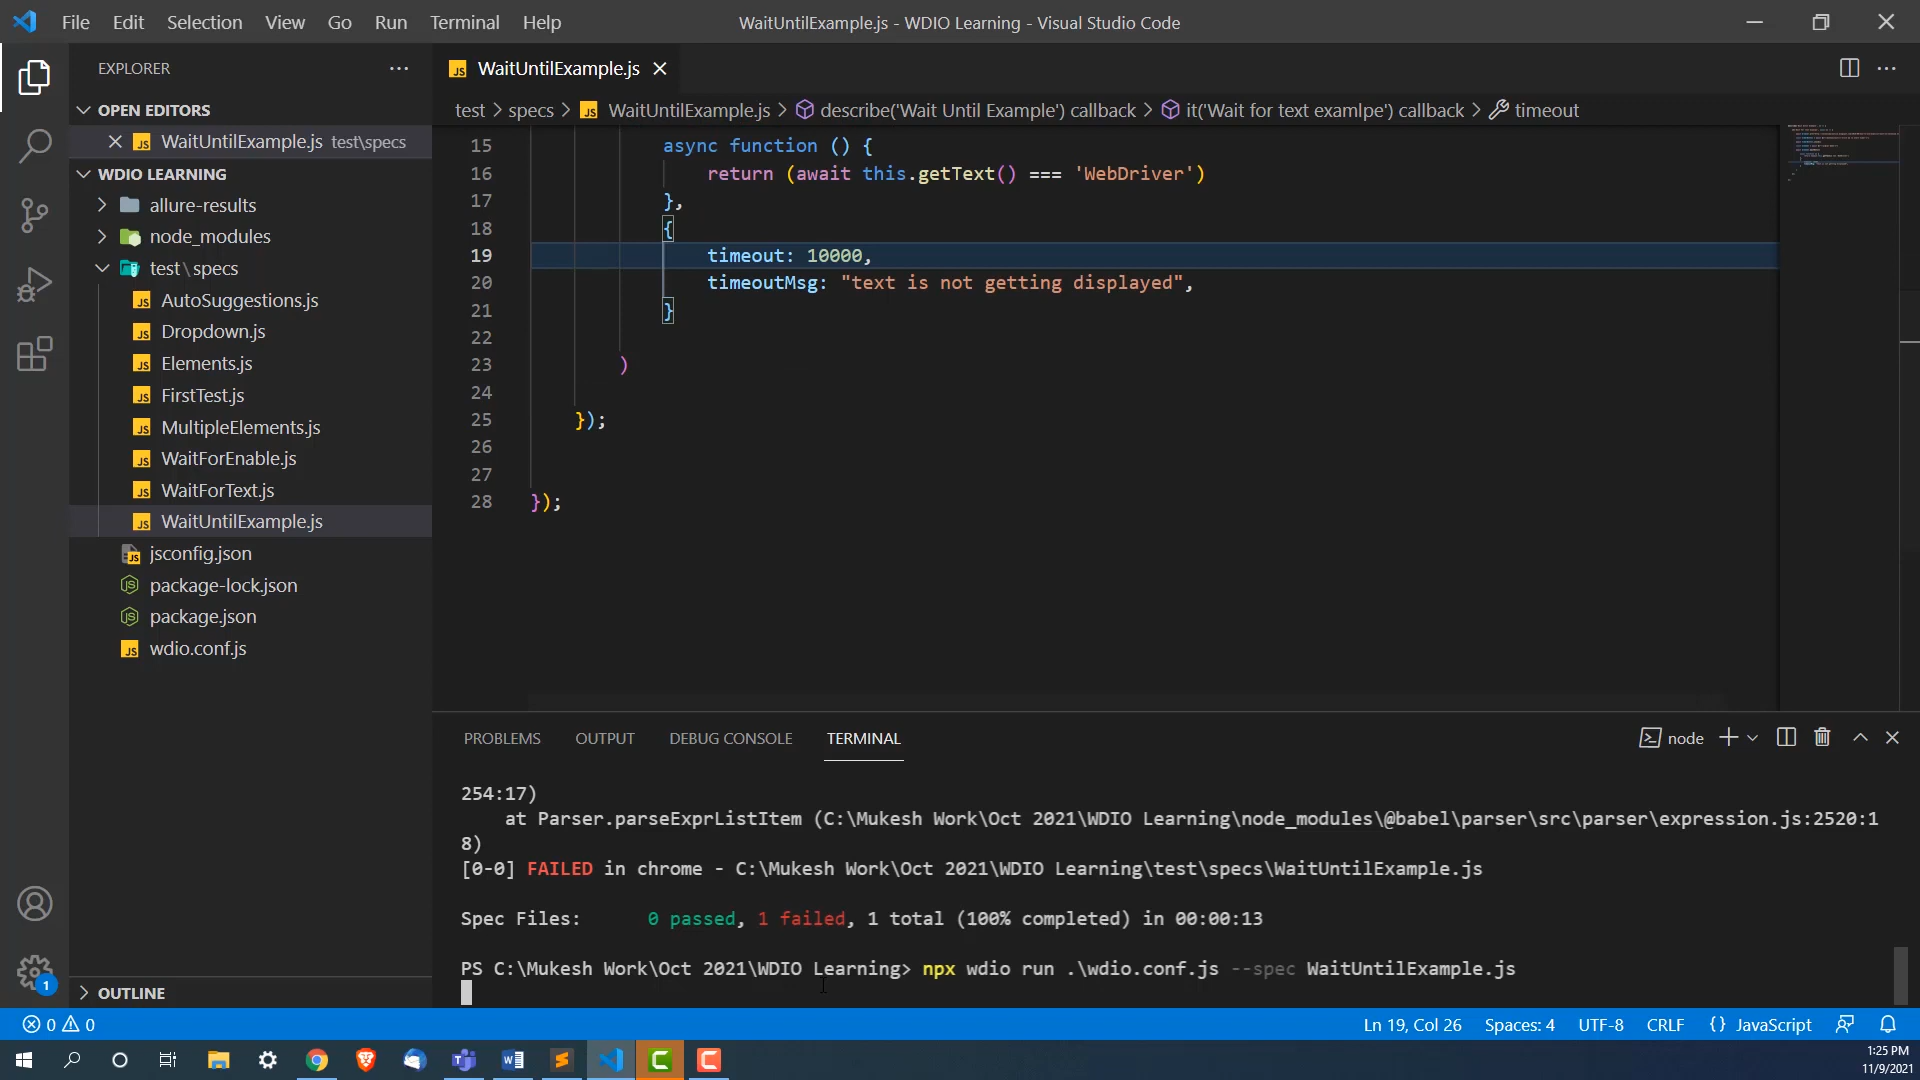 File Edit Selection View Go Run Terminal Help
WaitUntilExample.js - WDIO Learning - Visual Studio Code
EXPLORER
OPEN EDITORS
WaitUntilExample.js test\specs
WDIO LEARNING
allure-results
node_modules
test\specs
AutoSuggestions.js
Dropdown.js
Elements.js
FirstTest.js
MultipleElements.js
WaitForEnable.js
WaitForText.js
WaitUntilExample.js
jsconfig.json
package-lock.json
package.json
wdio.conf.js
OUTLINE
WaitUntilExample.js
test > specs > WaitUntilExample.js > describe('Wait Until Example') callback > it('Wait for text examlpe') callback > timeout
15 async function () {
16 return (await this.getText() === 'WebDriver')
17 },
18 {
19 timeout: 10000,
20 timeoutMsg: "text is not getting displayed",
21 }
22
23 )
24
25 });
26
27
28 });
PROBLEMS OUTPUT DEBUG CONSOLE TERMINAL
node
254:17)
at Parser.parseExprListItem (C:\Mukesh Work\Oct 2021\WDIO Learning\node_modules\@babel\parser\src\parser\expression.js:2520:1
8)
[0-0] FAILED in chrome - C:\Mukesh Work\Oct 2021\WDIO Learning\test\specs\WaitUntilExample.js
Spec Files: 0 passed, 1 failed, 1 total (100% completed) in 00:00:13
PS C:\Mukesh Work\Oct 2021\WDIO Learning> npx wdio run .\wdio.conf.js --spec WaitUntilExample.js
1
0 0
Ln 19, Col 26 Spaces: 4 UTF-8 CRLF {} JavaScript
1:25 PM
11/9/2021